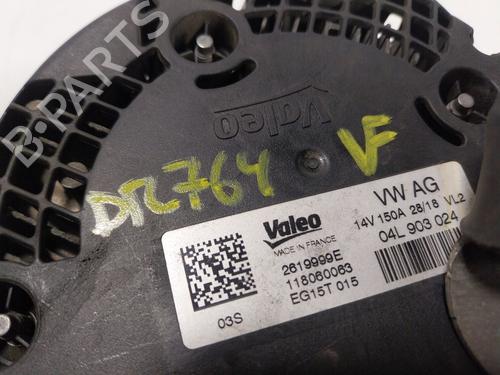 B-PARTS
Valeo
DTL764 VF
Valeo
MADE IN FRANCE
2619999E
118060063
EG15T 015
03S
VW AG
14V 150A 28/18 VL2
04L 903 024